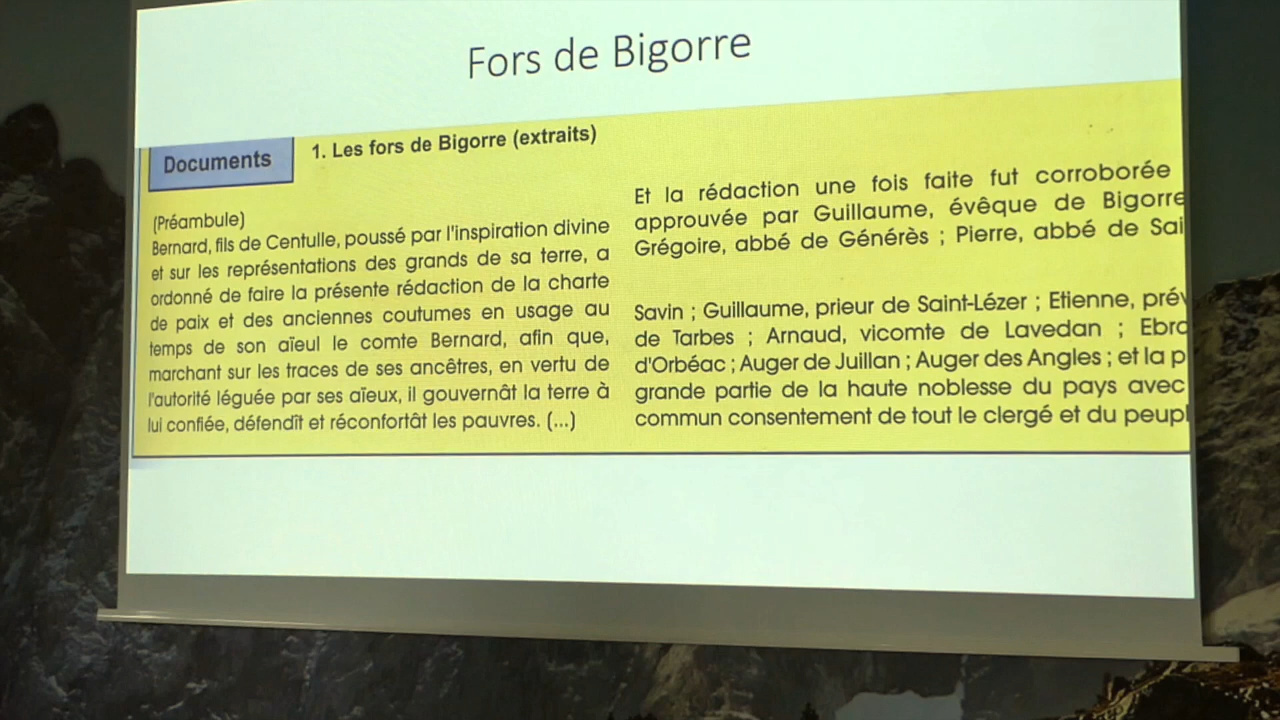 Fors de Bigorre
Documents
1. Les fors de Bigorre (extraits)
(Préambule)
Bernard, fils de Centulle, poussé par l'inspiration divine
et sur les représentations des grands de sa terre, a
ordonné de faire la présente rédaction de la charte
de paix et des anciennes coutumes en usage au
temps de son aïeul le comte Bernard, afin que,
marchant sur les traces de ses ancêtres, en vertu de
l'autorité léguée par ses aïeux, il gouvernât la terre à
lui confiée, défendît et réconfortât les pauvres. (...)
Et la rédaction une fois faite fut corroborée
approuvée par Guillaume, évêque de Bigorre
Grégoire, abbé de Générès ; Pierre, abbé de Sai
Savin ; Guillaume, prieur de Saint-Lézer ; Etienne, prév
de Tarbes ; Arnaud, vicomte de Lavedan ; Ebro
d'Orbéac ; Auger de Juillan ; Auger des Angles ; et la p
grande partie de la haute noblesse du pays avec
commun consentement de tout le clergé et du peupl